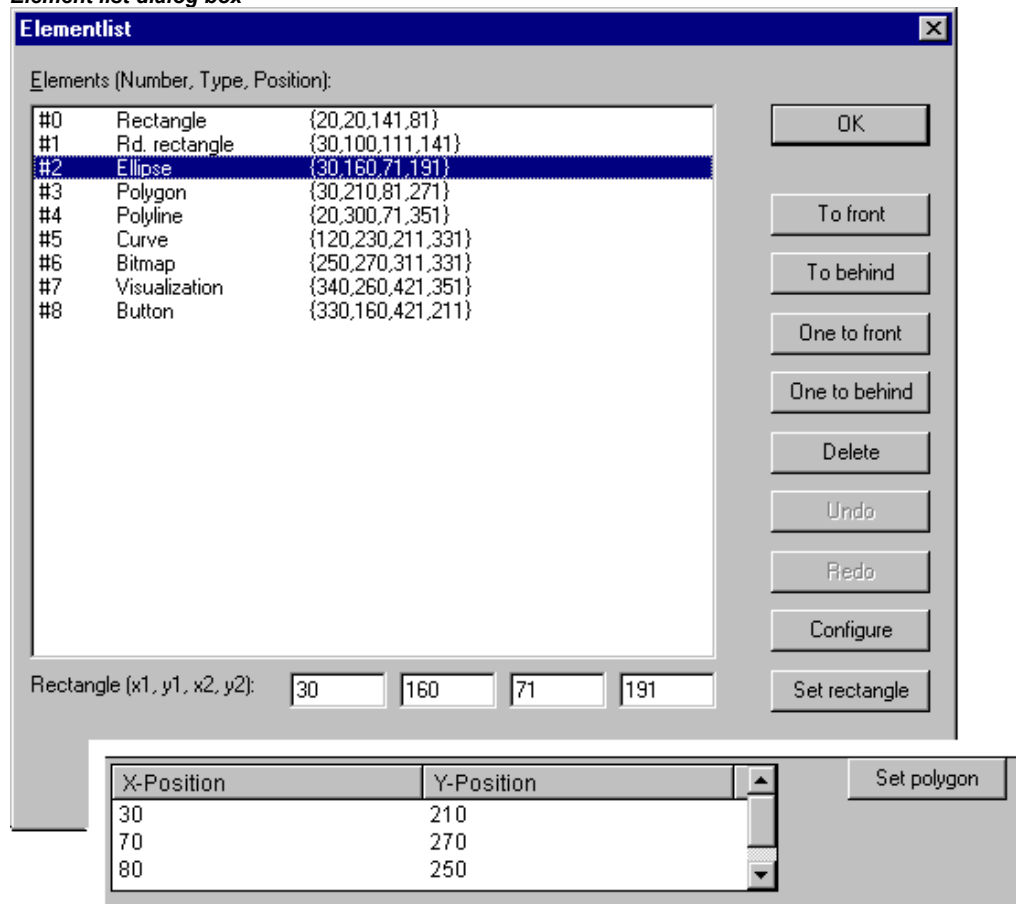 Element list dialog box
Elementlist
Elements (Number, Type, Position):
#0 Rectangle {20,20,141,81}
#1 Rd. rectangle {30,100,111,141}
#2 Ellipse {30,160,71,191}
#3 Polygon {30,210,81,271}
#4 Polyline {20,300,71,351}
#5 Curve {120,230,211,331}
#6 Bitmap {250,270,311,331}
#7 Visualization {340,260,421,351}
#8 Button {330,160,421,211}
OK
To front
To behind
One to front
One to behind
Delete
Undo
Redo
Configure
Rectangle (x1, y1, x2, y2): 30 160 71 191 Set rectangle
X-Position Y-Position Set polygon
30 210
70 270
80 250